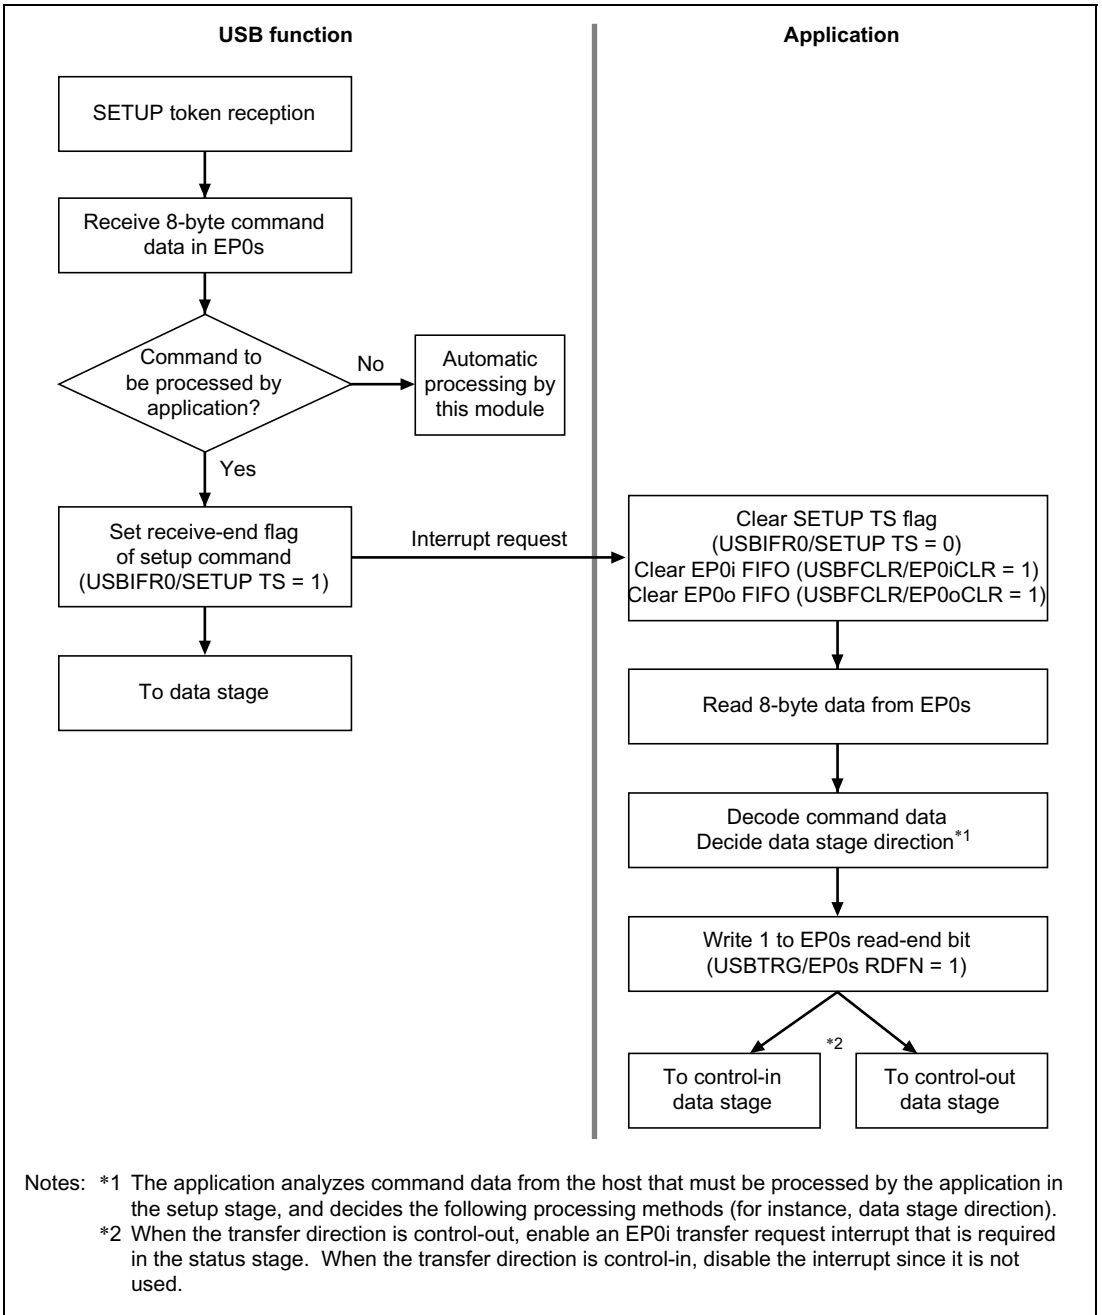 USB function
Application
SETUP token reception
Receive 8-byte command
data in EP0s
Command to
be processed by
application?
No
Automatic
processing by
this module
Yes
Set receive-end flag
of setup command
(USBIFR0/SETUP TS = 1)
Interrupt request
To data stage
Clear SETUP TS flag
(USBIFR0/SETUP TS = 0)
Clear EP0i FIFO (USBFCLR/EP0iCLR = 1)
Clear EP0o FIFO (USBFCLR/EP0oCLR = 1)
Read 8-byte data from EP0s
Decode command data
Decide data stage direction*1
Write 1 to EP0s read-end bit
(USBTRG/EP0s RDFN = 1)
*2
To control-in
data stage
To control-out
data stage
Notes: *1 The application analyzes command data from the host that must be processed by the application in
the setup stage, and decides the following processing methods (for instance, data stage direction).
*2 When the transfer direction is control-out, enable an EP0i transfer request interrupt that is required
in the status stage. When the transfer direction is control-in, disable the interrupt since it is not
used.